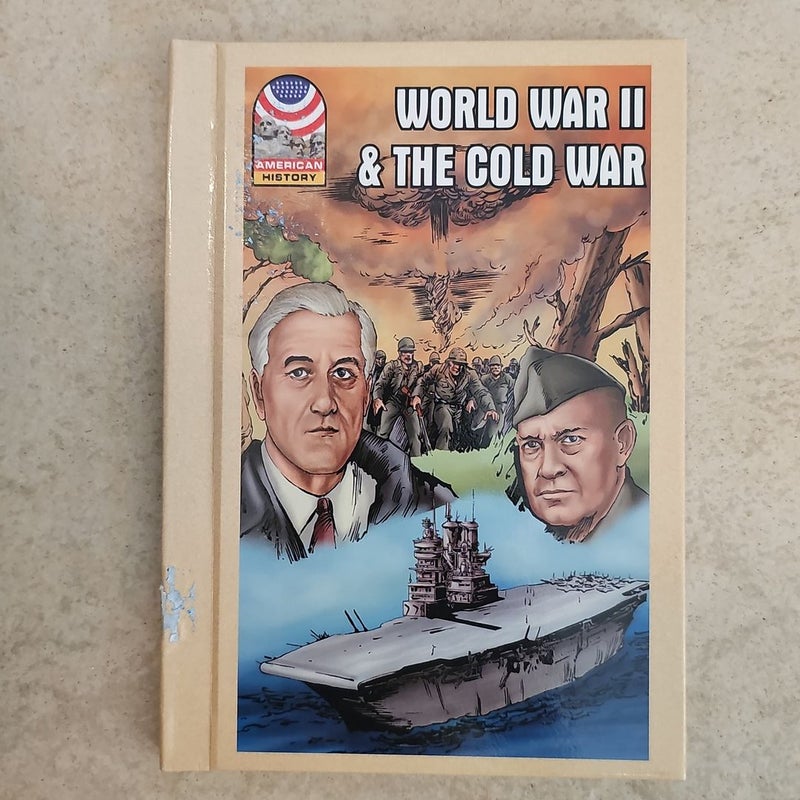 WORLD WAR II
& THE COLD WAR
AMERICAN
HISTORY